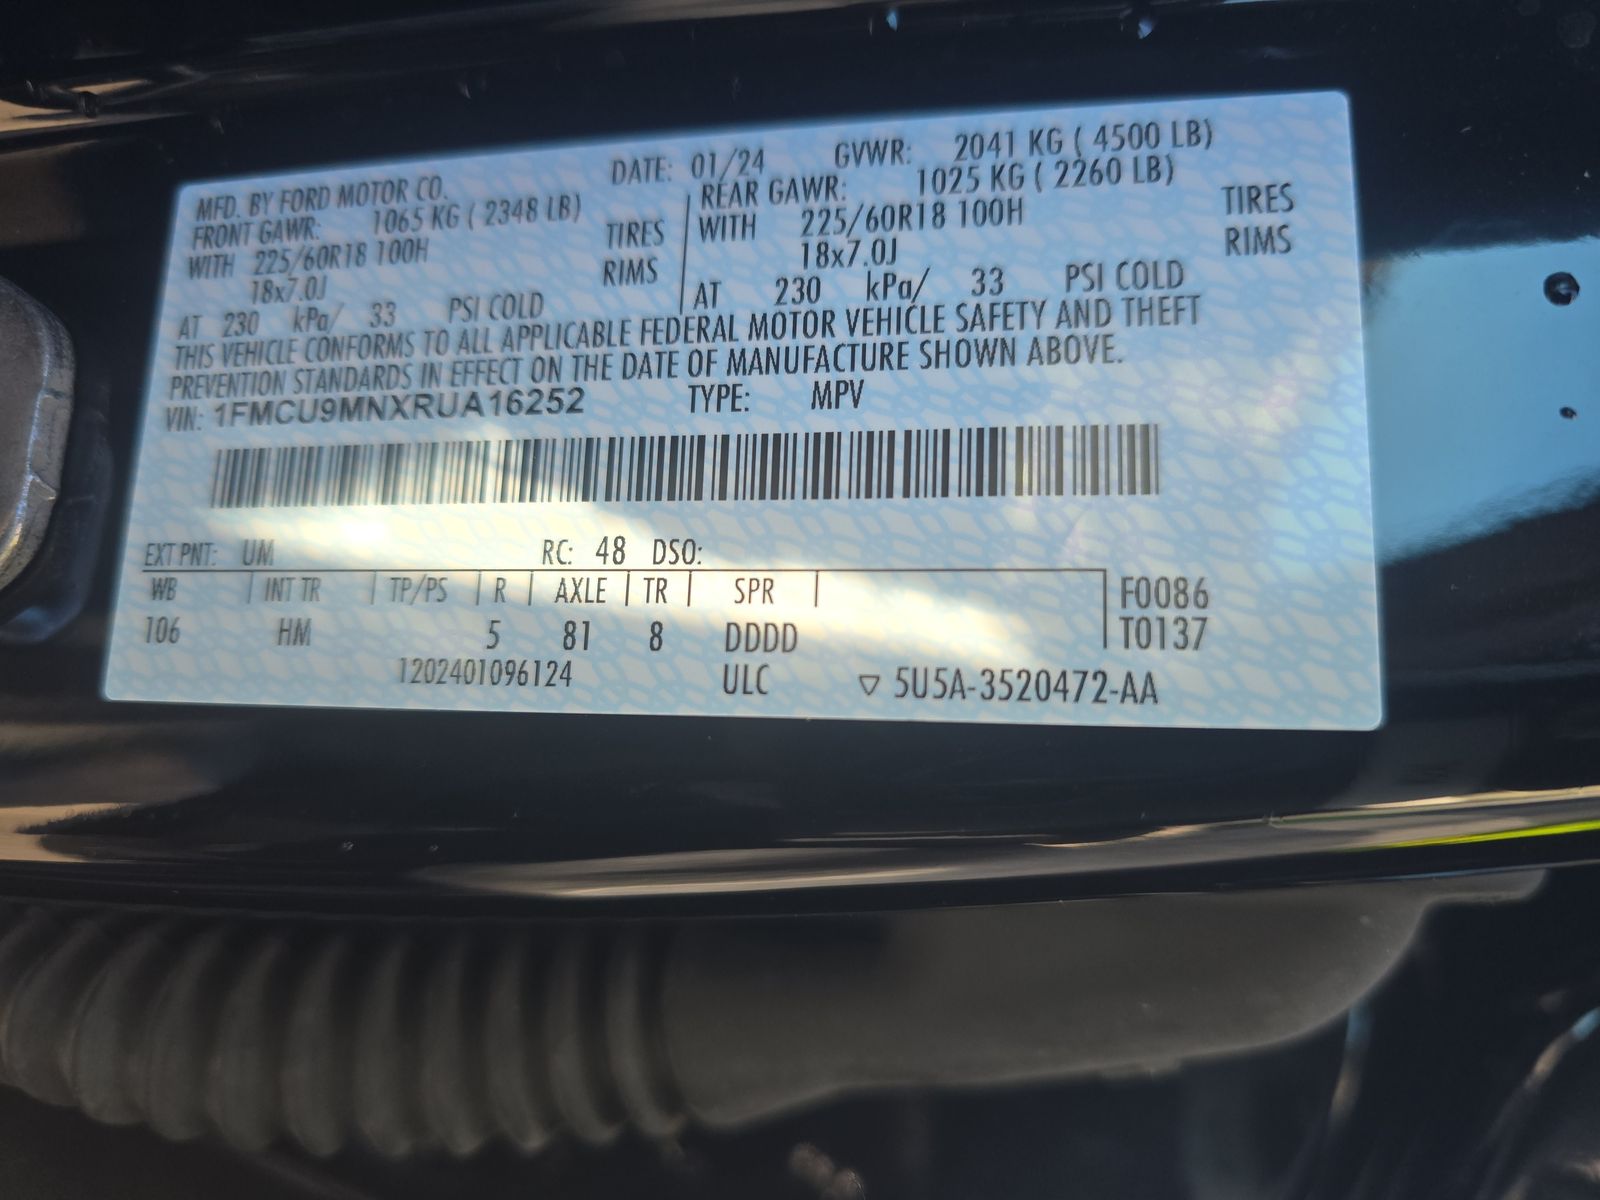 MFD. BY FORD MOTOR CO. DATE: 01/24 GVWR: 2041 KG ( 4500 LB)
FRONT GAWR: 1065 KG ( 2348 LB) REAR GAWR: 1025 KG ( 2260 LB)
WITH 225/60R18 100H TIRES WITH 225/60R18 100H TIRES
18x7.0J RIMS 18x7.0J RIMS
AT 230 kPa/ 33 PSI COLD AT 230 kPa/ 33 PSI COLD
THIS VEHICLE CONFORMS TO ALL APPLICABLE FEDERAL MOTOR VEHICLE SAFETY AND THEFT
PREVENTION STANDARDS IN EFFECT ON THE DATE OF MANUFACTURE SHOWN ABOVE.
VIN: 1FMCU9MNXRUA16252 TYPE: MPV
EXT PNT: UM RC: 48 DSO:
WB INT TR TP/PS R AXLE TR SPR F0086
106 HM 5 81 8 DDDD T0137
1202401096124 ULC ▽ 5U5A-3520472-AA